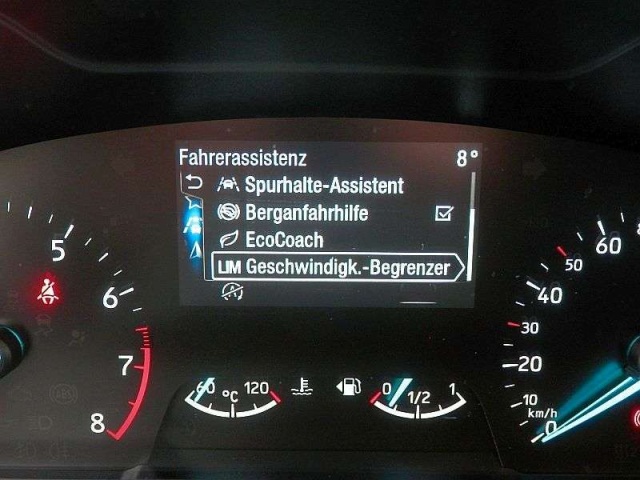 Fahrerassistenz 8°
Spurhalte-Assistent
Berganfahrhilfe
EcoCoach
LIM Geschwindigk.-Begrenzer
5
6
7
8
60 °C 120
0 1/2 1
60
50
40
30
20
10
km/h
0